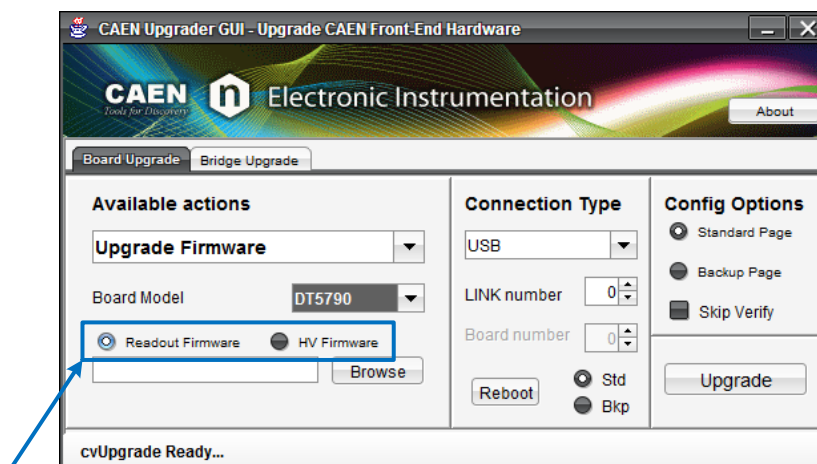 CAEN Upgrader GUI - Upgrade CAEN Front-End Hardware
CAEN
Tools for Discovery
n
Electronic Instrumentation
About
Board Upgrade
Bridge Upgrade
Available actions
Upgrade Firmware
Board Model
DT5790
Readout Firmware
HV Firmware
Browse
Connection Type
USB
LINK number
0
Board number
0
Reboot
Std
Bkp
Config Options
Standard Page
Backup Page
Skip Verify
Upgrade
cvUpgrade Ready...